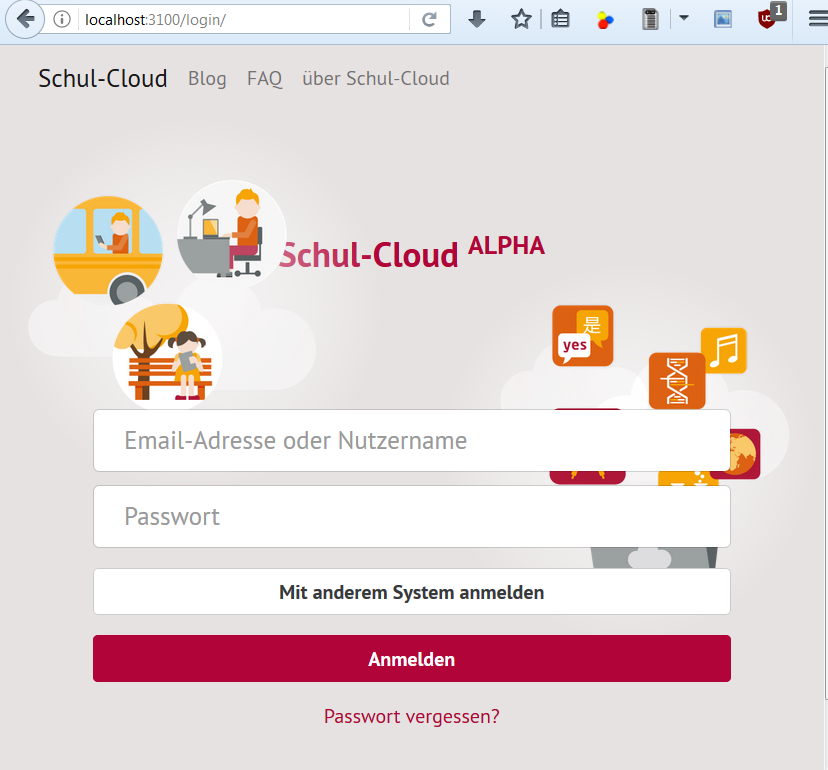 localhost:3100/login/
1
Schul-Cloud Blog FAQ über Schul-Cloud
Schul-Cloud ALPHA
是
yes
Email-Adresse oder Nutzername
Passwort
Mit anderem System anmelden
Anmelden
Passwort vergessen?